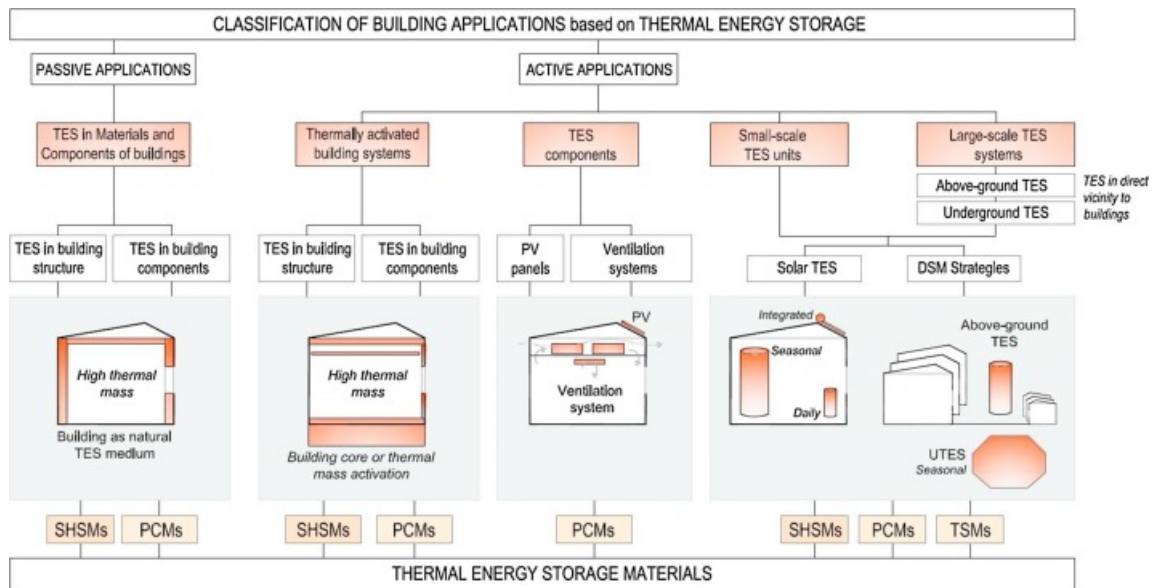 CLASSIFICATION OF BUILDING APPLICATIONS based on THERMAL ENERGY STORAGE
PASSIVE APPLICATIONS
ACTIVE APPLICATIONS
TES in Materials and
Components of buildings
Thermally activated
building systems
TES
components
Small-scale
TES units
Large-scale TES
systems
Above-ground TES
Underground TES
TES in direct
vicinity to
buildings
TES in building
structure
TES in building
components
TES in building
structure
TES in building
components
PV
panels
Ventilation
systems
Solar TES
DSM Strategles
High thermal
mass
Building as natural
TES medium
High thermal
mass
Building core or thermal
mass activation
PV
Ventilation
system
Integrated
Seasonal
Daily
Above-ground
TES
UTES
Seasonal
SHSMs
PCMs
SHSMs
PCMs
PCMs
SHSMs
PCMs
TSMs
THERMAL ENERGY STORAGE MATERIALS